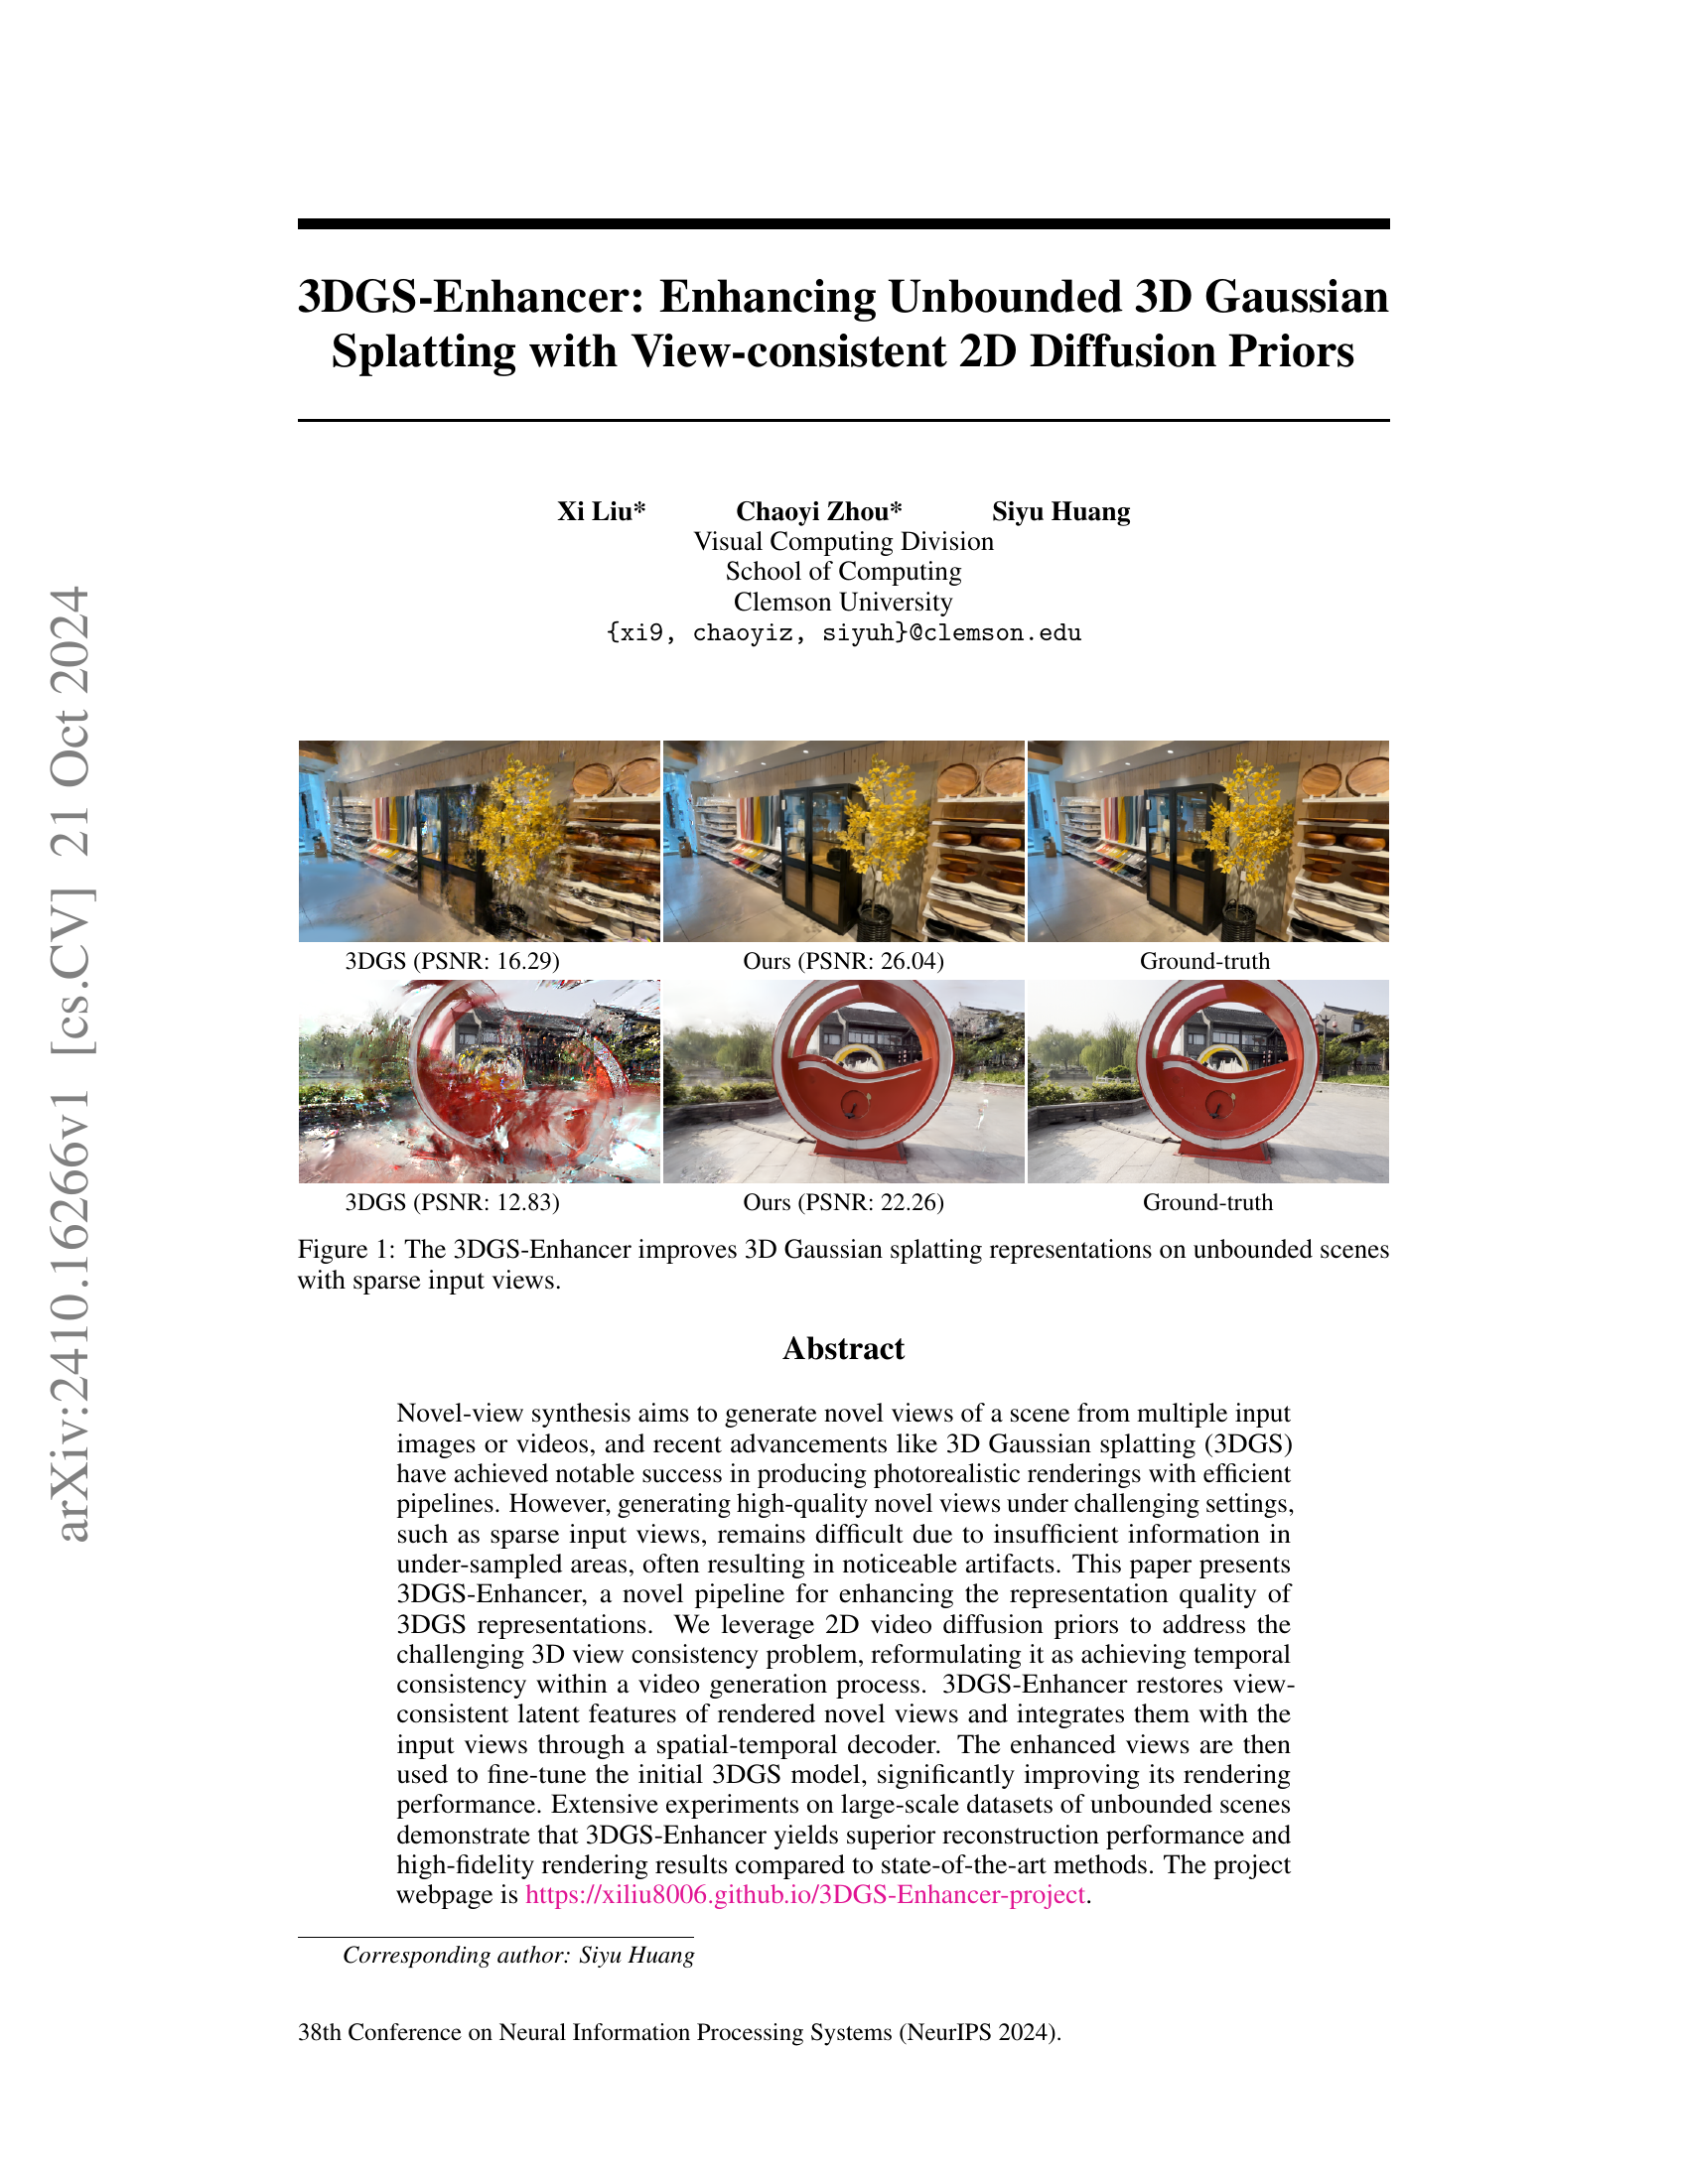 arXiv:2410.16266v1 [cs.CV] 21 Oct 2024
3DGS-Enhancer: Enhancing Unbounded 3D Gaussian
Splatting with View-consistent 2D Diffusion Priors
Xi Liu* Chaoyi Zhou* Siyu Huang
Visual Computing Division
School of Computing
Clemson University
{xi9, chaoyiz, siyuh}@clemson.edu
3DGS (PSNR: 16.29) Ours (PSNR: 26.04) Ground-truth
3DGS (PSNR: 12.83) Ours (PSNR: 22.26) Ground-truth
Figure 1: The 3DGS-Enhancer improves 3D Gaussian splatting representations on unbounded scenes
with sparse input views.
Abstract
Novel-view synthesis aims to generate novel views of a scene from multiple input
images or videos, and recent advancements like 3D Gaussian splatting (3DGS)
have achieved notable success in producing photorealistic renderings with efficient
pipelines. However, generating high-quality novel views under challenging settings,
such as sparse input views, remains difficult due to insufficient information in
under-sampled areas, often resulting in noticeable artifacts. This paper presents
3DGS-Enhancer, a novel pipeline for enhancing the representation quality of
3DGS representations. We leverage 2D video diffusion priors to address the
challenging 3D view consistency problem, reformulating it as achieving temporal
consistency within a video generation process. 3DGS-Enhancer restores view-
consistent latent features of rendered novel views and integrates them with the
input views through a spatial-temporal decoder. The enhanced views are then
used to fine-tune the initial 3DGS model, significantly improving its rendering
performance. Extensive experiments on large-scale datasets of unbounded scenes
demonstrate that 3DGS-Enhancer yields superior reconstruction performance and
high-fidelity rendering results compared to state-of-the-art methods. The project
webpage is https://xiliu8006.github.io/3DGS-Enhancer-project.
Corresponding author: Siyu Huang
38th Conference on Neural Information Processing Systems (NeurIPS 2024).